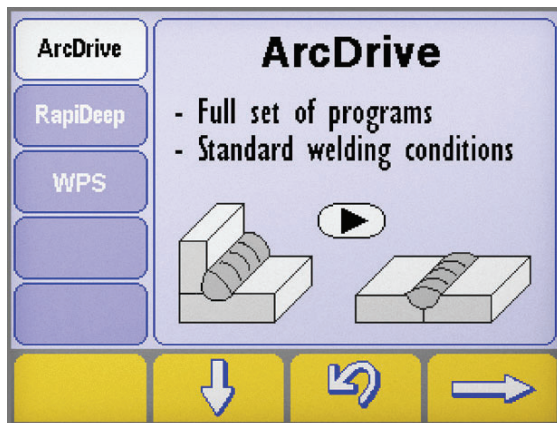 ArcDrive
RapiDeep
WPS
ArcDrive
- Full set of programs
- Standard welding conditions